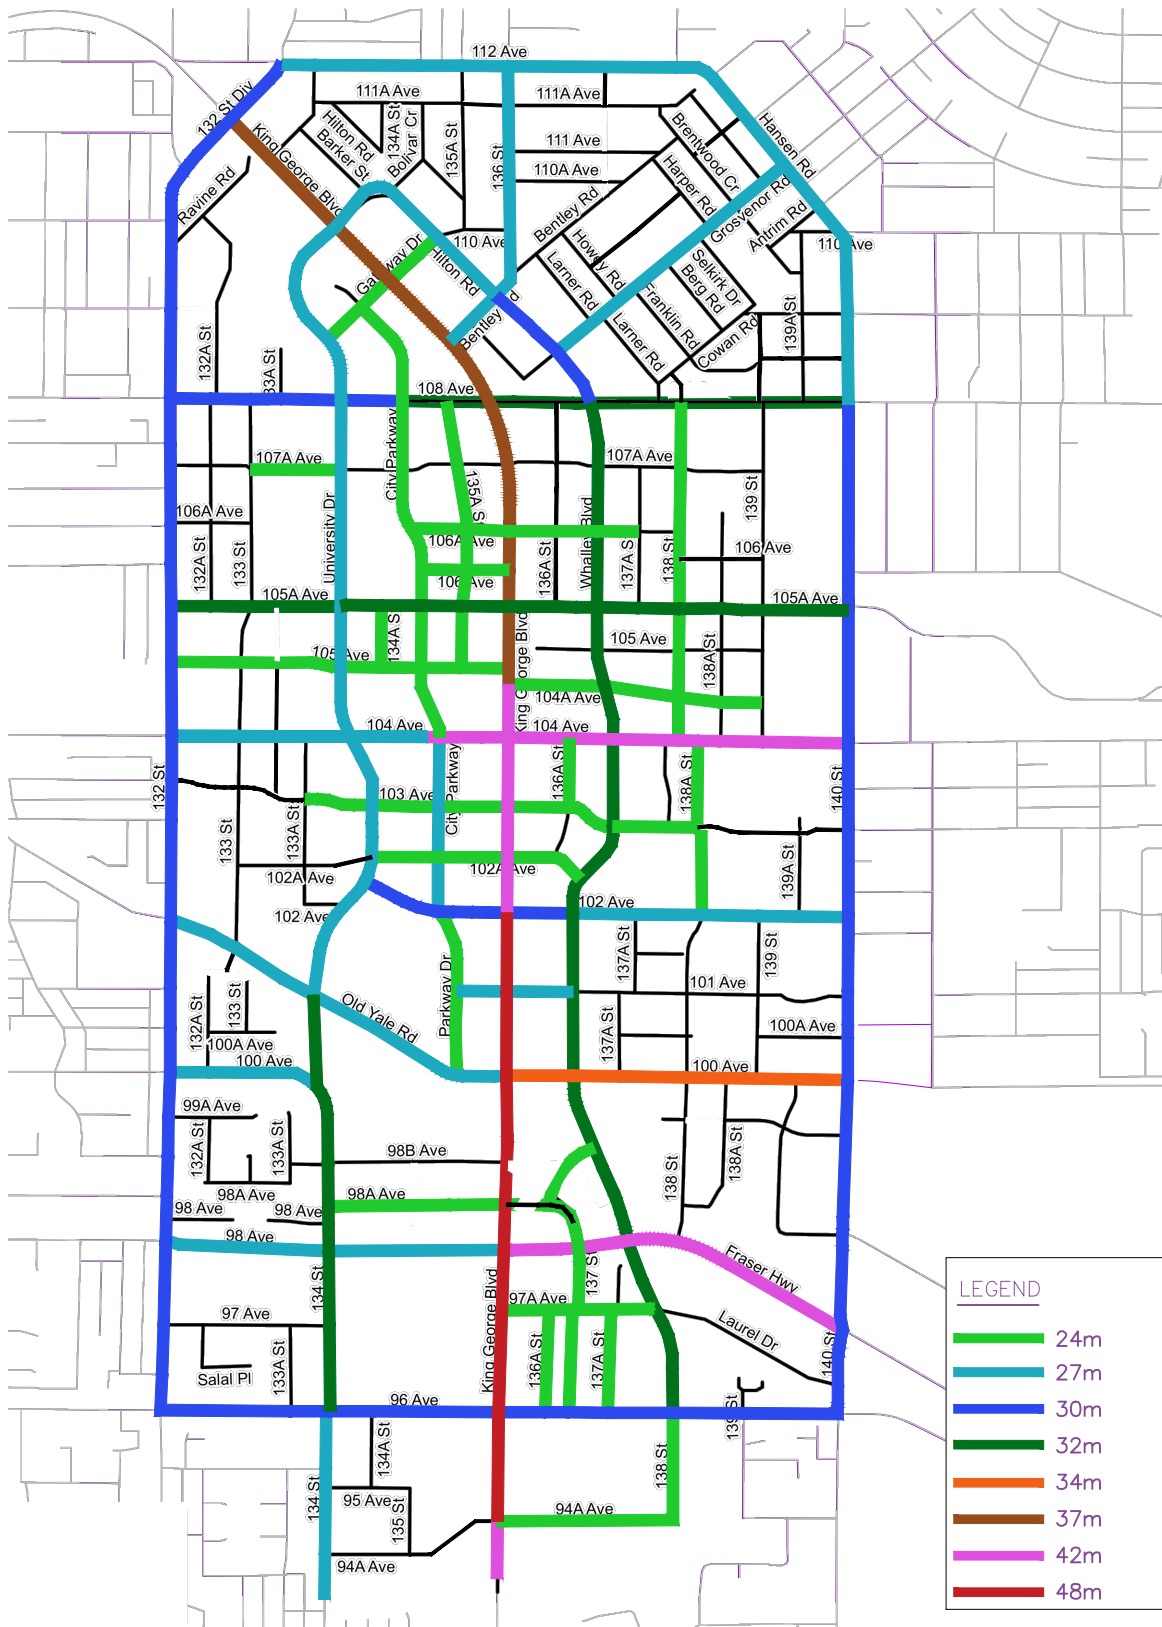 112 Ave
132 St Div
111A Ave
111A Ave
King George Blvd
Hilton Rd
Barker St
134A St
Bolivar Cr
135A St
136 St
111 Ave
110A Ave
Brentwood Cr
Hansen Rd
Ravine Rd
Harper Rd
Grosvenor Rd
Antrim Rd
Bentley Rd
110 Ave
110 Ave
Gateway Dr
Hilton Rd
Howey Rd
Larner Rd
Selkirk Dr
Berg Rd
Franklin Rd
Bentley Rd
Larner Rd
Cowan Rd
139A St
132A St
33A St
108 Ave
107A Ave
107A Ave
City Parkway
135A St
139 St
106A Ave
University Dr
Whalley Blvd
106A Ave
106 Ave
132A St
133 St
136A St
137A St
138 St
106 Ave
105A Ave
105A Ave
134A S
105 Ave
105 Ave
King George Blvd
138A St
104A Ave
104 Ave
104 Ave
132 St
City Parkway
136A St
138A St
140 St
103 Ave
133 St
133A St
102A Ave
102A Ave
139A St
102 Ave
102 Ave
137A St
139 St
Parkway Dr
101 Ave
132A St
133 St
Old Yale Rd
137A St
100A Ave
100A Ave
100 Ave
100 Ave
99A Ave
132A St
133A St
98B Ave
138 St
138A St
98A Ave
98A Ave
98 Ave
98 Ave
98 Ave
Fraser Hwy
134 St
137 St
King George Blvd
97A Ave
97 Ave
Laurel Dr
133A St
136A St
137A St
140 St
Salal Pl
96 Ave
139 St
134A St
138 St
134 St
95 Ave
135 St
94A Ave
94A Ave
LEGEND
24m
27m
30m
32m
34m
37m
42m
48m